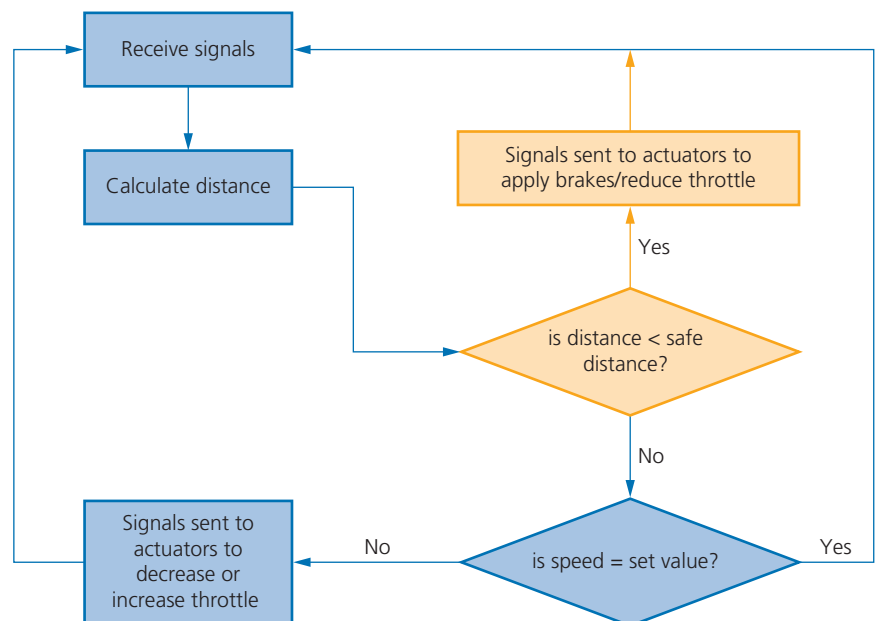 Receive signals
Calculate distance
Signals sent to actuators to
apply brakes/reduce throttle
Yes
is distance < safe
distance?
No
is speed = set value?
Yes
No
Signals sent to
actuators to
decrease or
increase throttle